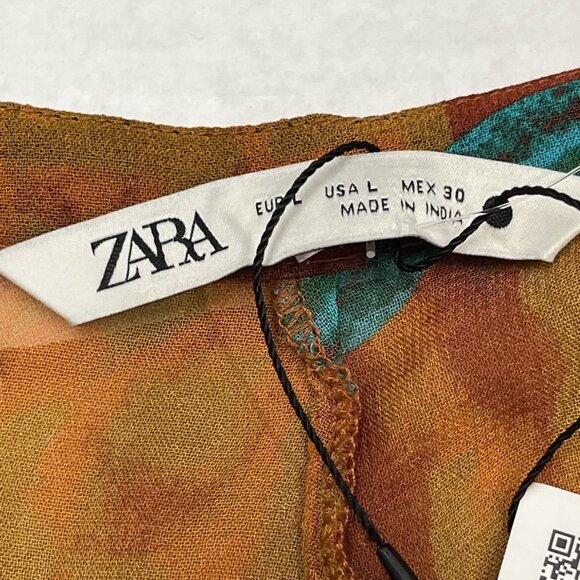 ZARA
EUR L USA L MEX 30
MADE IN INDIA